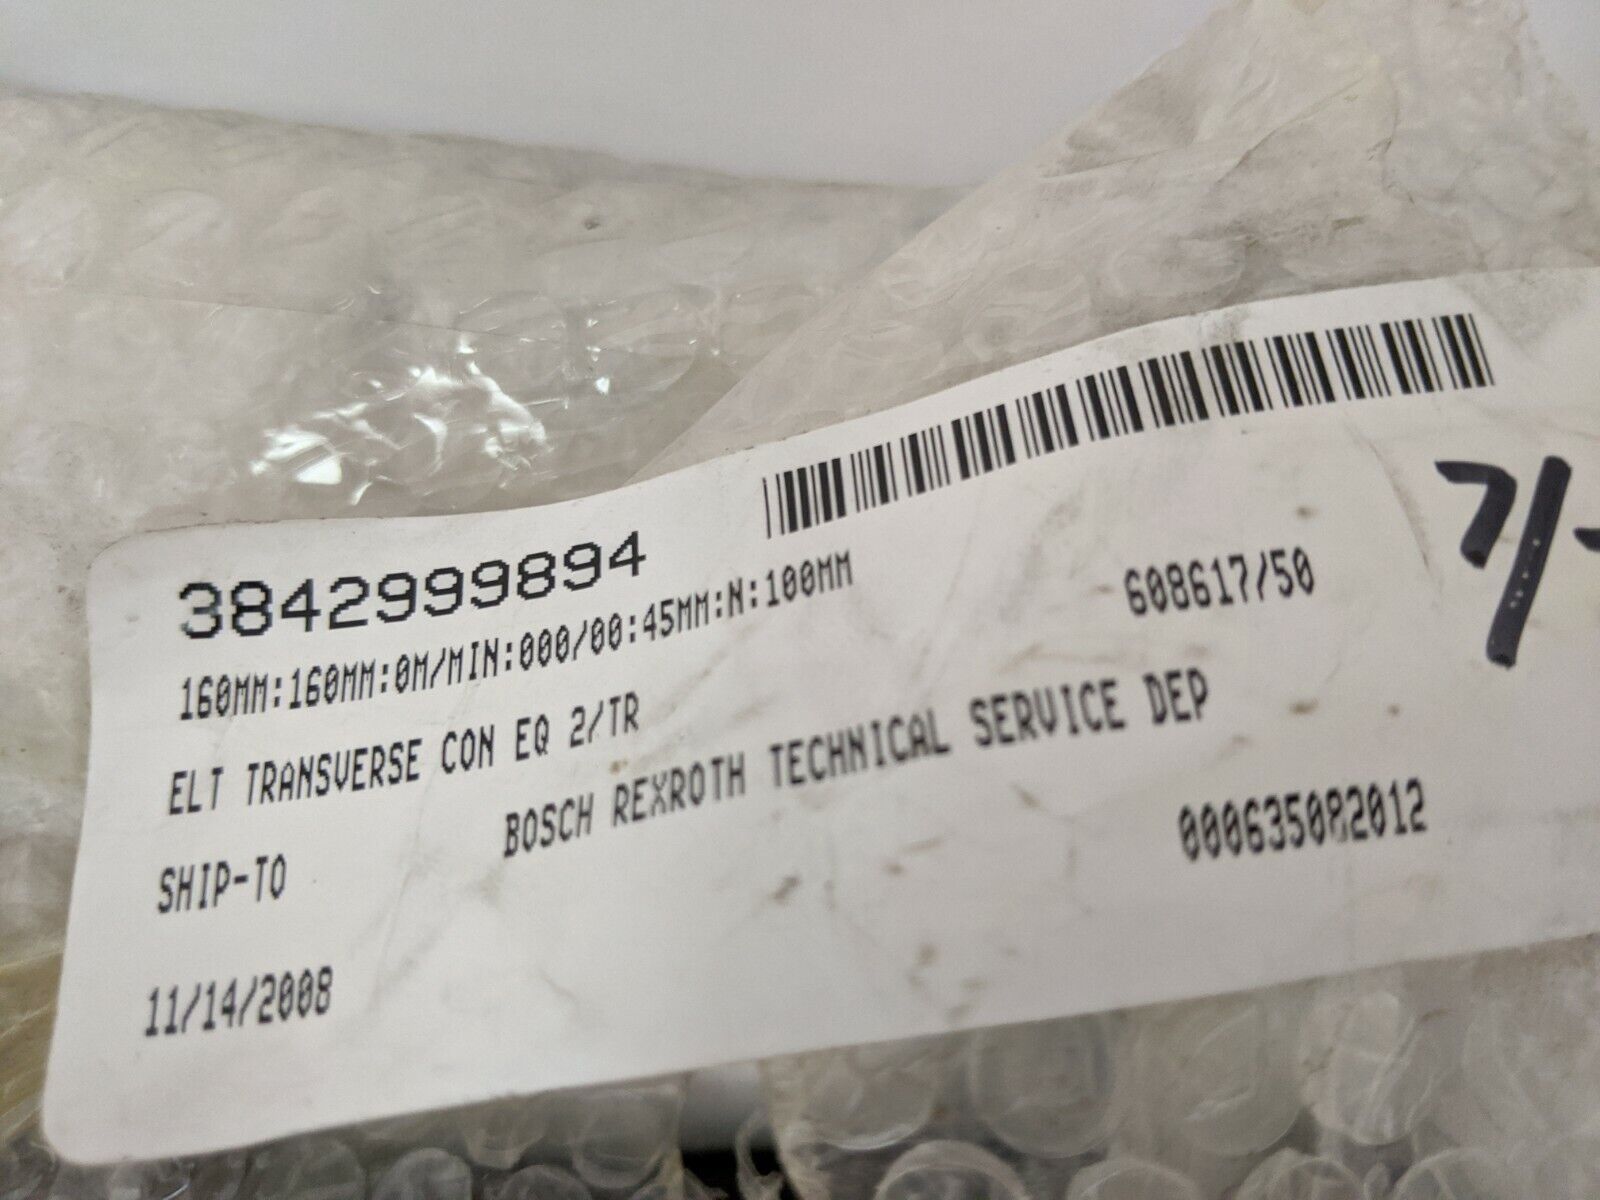 3842999894
160MM:160MM:0M/MIN:000/00:45MM:N:100MM
608617/50
7/-
ELT TRANSVERSE CON EQ 2/TR
BOSCH REXROTH TECHNICAL SERVICE DEP
SHIP-TO
000635082012
11/14/2008